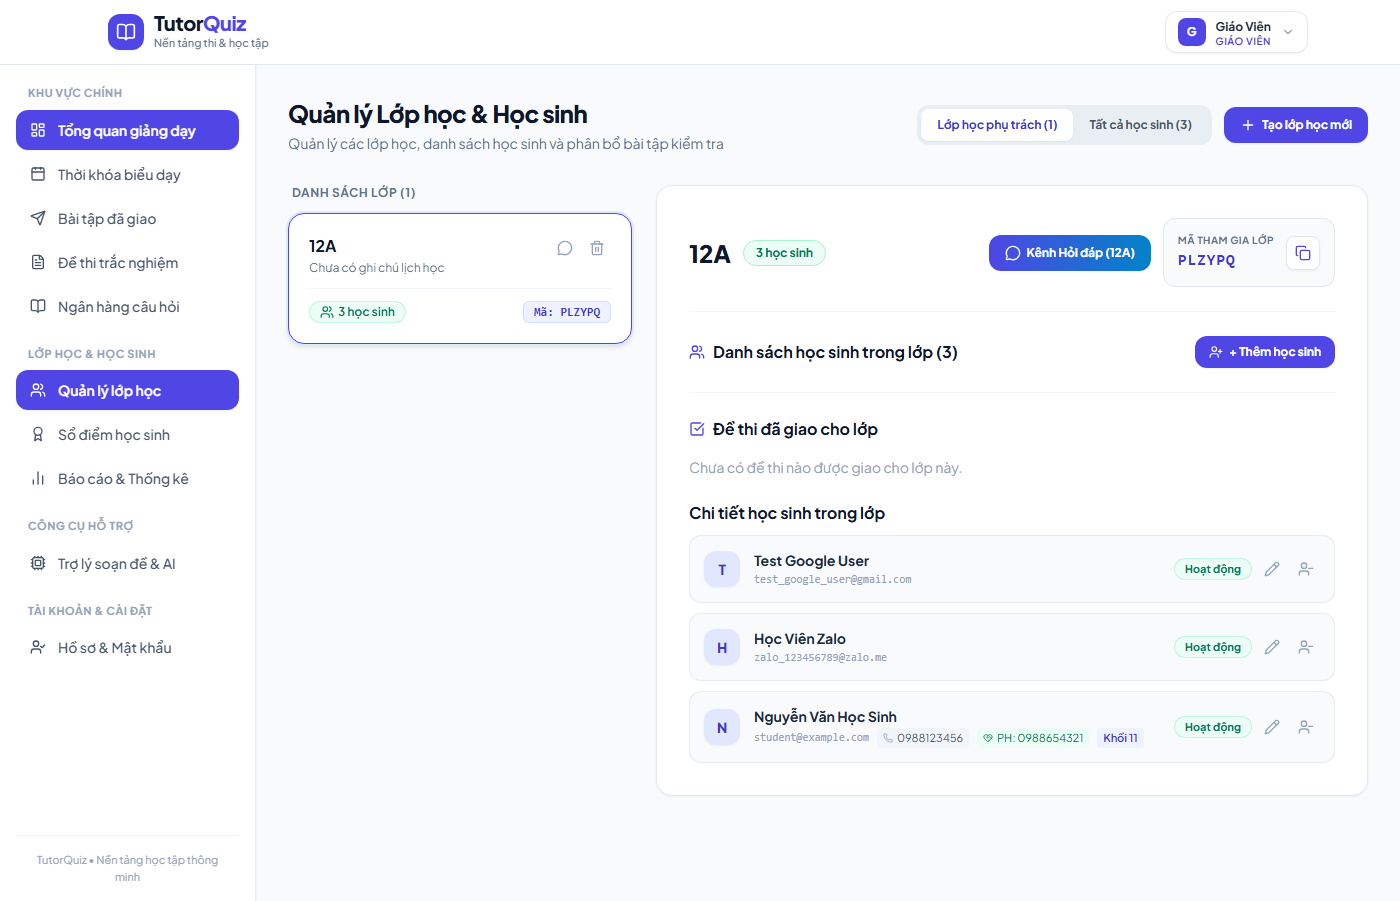 TutorQuiz
Nền tảng thi & học tập
G
Giáo Viên
GIÁO VIÊN
KHU VỰC CHÍNH
Tổng quan giảng dạy
Thời khóa biểu dạy
Bài tập đã giao
Đề thi trắc nghiệm
Ngân hàng câu hỏi
LỚP HỌC & HỌC SINH
Quản lý lớp học
Sổ điểm học sinh
Báo cáo & Thống kê
CÔNG CỤ HỖ TRỢ
Trợ lý soạn đề & AI
TÀI KHOẢN & CÀI ĐẶT
Hồ sơ & Mật khẩu
TutorQuiz • Nền tảng học tập thông
minh
Quản lý Lớp học & Học sinh
Quản lý các lớp học, danh sách học sinh và phân bổ bài tập kiểm tra
Lớp học phụ trách (1)
Tất cả học sinh (3)
Tạo lớp học mới
DANH SÁCH LỚP (1)
12A
Chưa có ghi chú lịch học
3 học sinh
Mã: PLZYPQ
12A
3 học sinh
Kênh Hỏi đáp (12A)
MÃ THAM GIA LỚP
PLZYPQ
Danh sách học sinh trong lớp (3)
+ Thêm học sinh
Đề thi đã giao cho lớp
Chưa có đề thi nào được giao cho lớp này.
Chi tiết học sinh trong lớp
T
Test Google User
test_google_user@gmail.com
Hoạt động
H
Học Viên Zalo
zalo_123456789@zalo.me
Hoạt động
N
Nguyễn Văn Học Sinh
student@example.com
0988123456
PH: 0988654321
Khối 11
Hoạt động